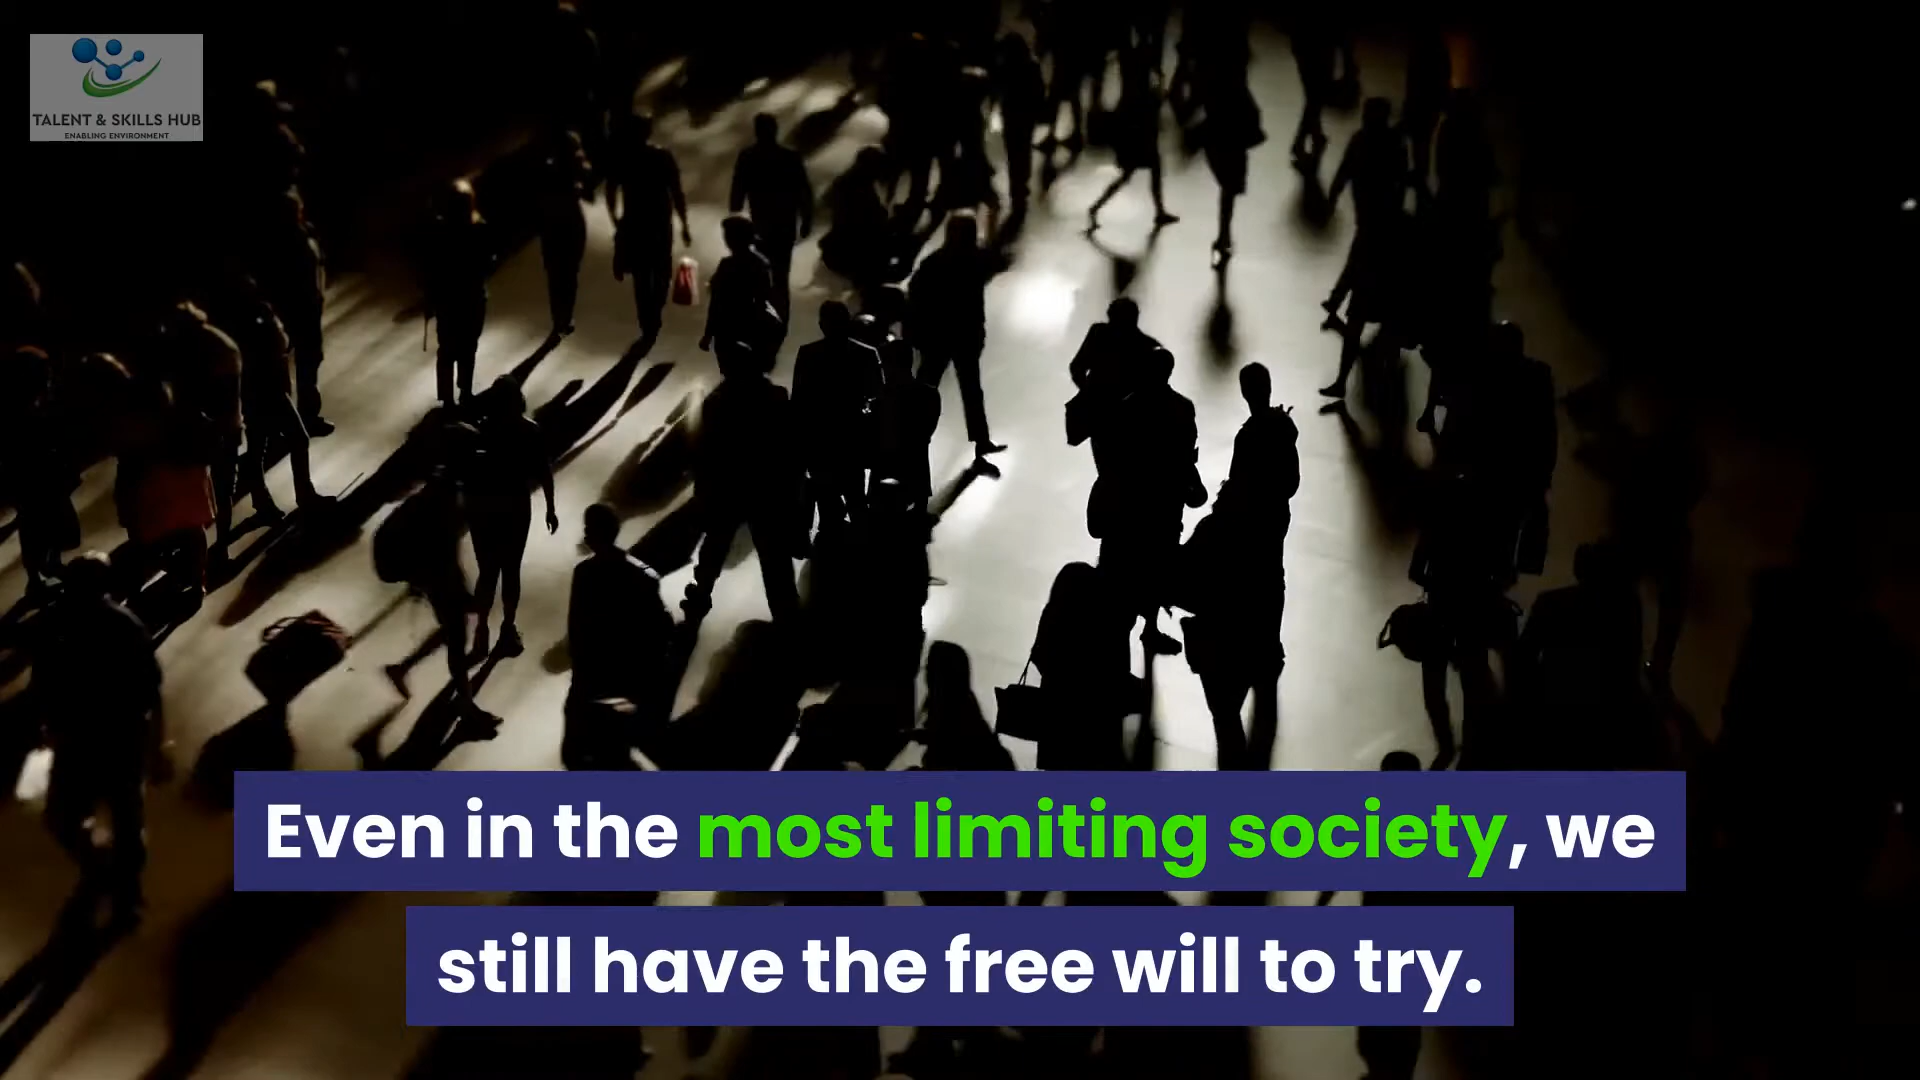 TALENT & SKILLS HUB
ENABLING ENVIRONMENT
Even in the most limiting society, we
still have the free will to try.